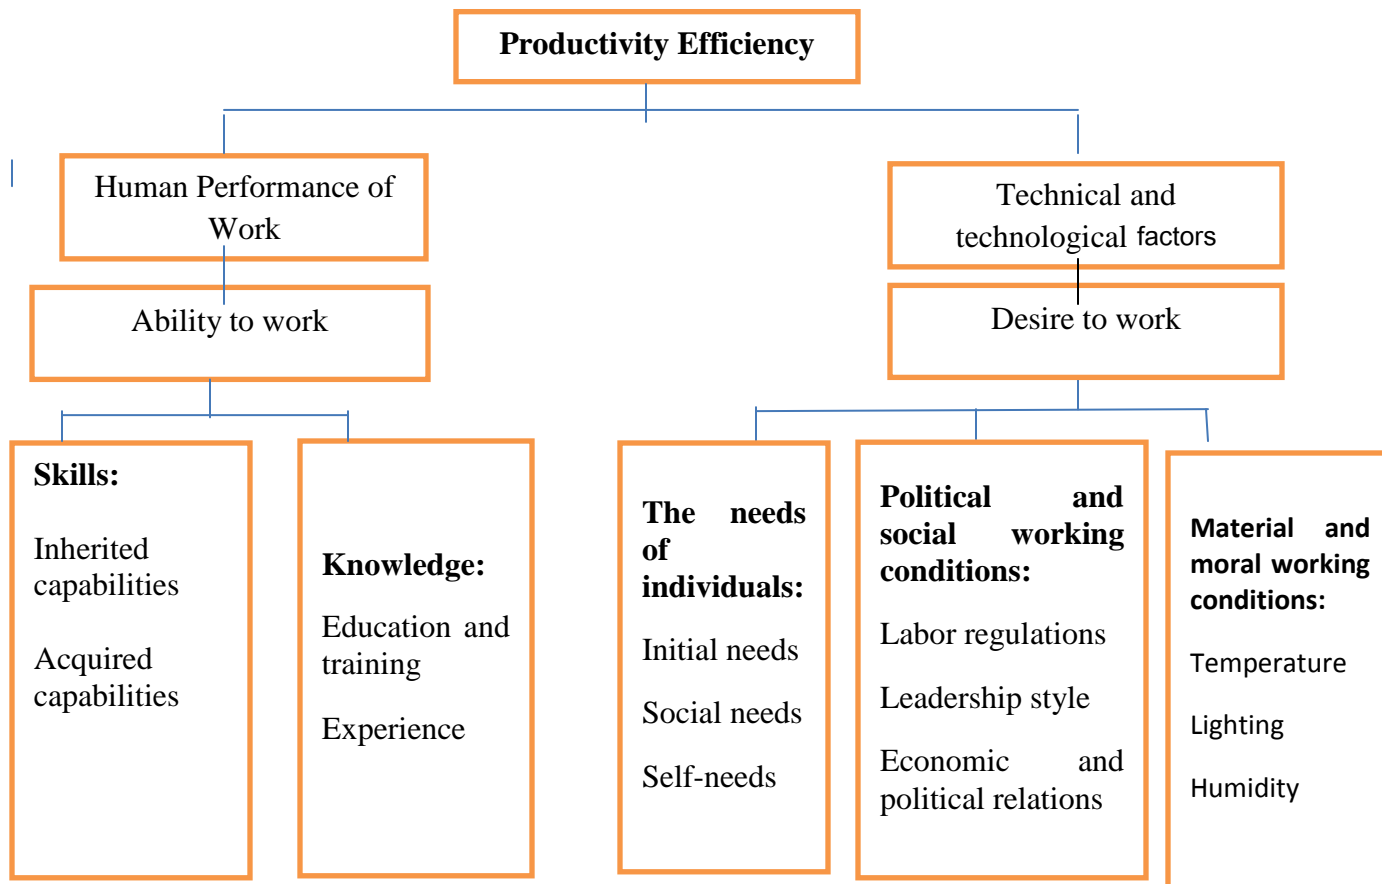 Productivity Efficiency
Human Performance of
Work
Technical and
technological factors
Ability to work
Desire to work
Skills:
Inherited
capabilities
Acquired
capabilities
Knowledge:
Education and
training
Experience
The needs
of
individuals:
Initial needs
Social needs
Self-needs
Political and
social working
conditions:
Labor regulations
Leadership style
Economic and
political relations
Material and
moral working
conditions:
Temperature
Lighting
Humidity